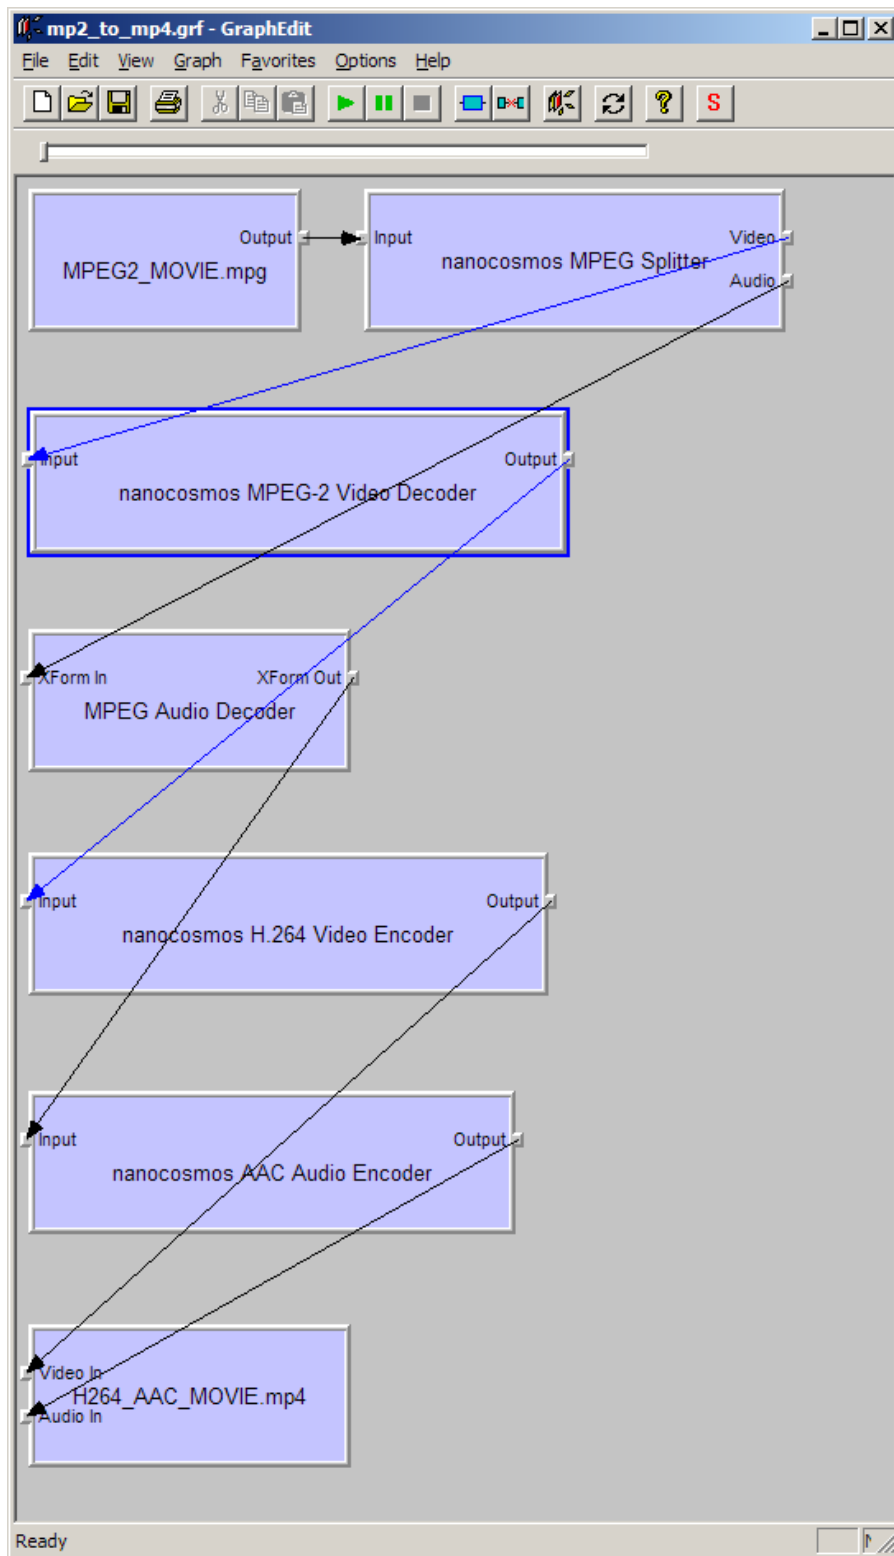 mp2_to_mp4.grf - GraphEdit
File Edit View Graph Favorites Options Help
S
Output
MPEG2_MOVIE.mpg
Input
nanocosmos MPEG Splitter
Video
Audio
Input
Output
nanocosmos MPEG-2 Video Decoder
XForm In
XForm Out
MPEG Audio Decoder
Input
Output
nanocosmos H.264 Video Encoder
Input
Output
nanocosmos AAC Audio Encoder
Video In
H264_AAC_MOVIE.mp4
Audio In
Ready